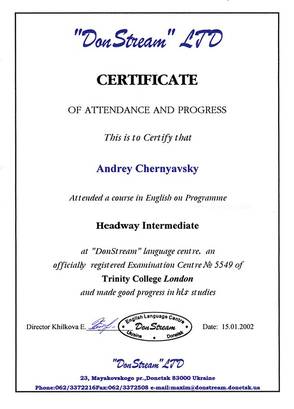 "DonStream" LTD
CERTIFICATE
OF ATTENDANCE AND PROGRESS
This is to Certify that
Andrey Chernyavsky
Attended a course in English on Programme
Headway Intermediate
at "DonStream" language centre, an
officially registered Examination Centre № 5549 of
Trinity College London
and made good progress in his studies
Director Khilkova E.
English Language Centre
DonStream
Ukraine Donetsk
Date: 15.01.2002
"DonStream" LTD
23, Mayakovskogo pr.,Donetsk 83000 Ukraine
Phone:062/3372216Fax:062/3372508 e-mail:maxim@donstream.donetsk.ua